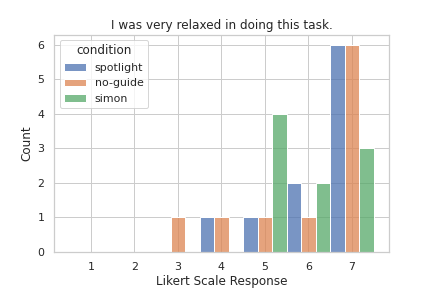 I was very relaxed in doing this task.
condition
spotlight
no-guide
simon
6
5
4
3
2
1
0
Count
1 2 3 4 5 6 7
Likert Scale Response